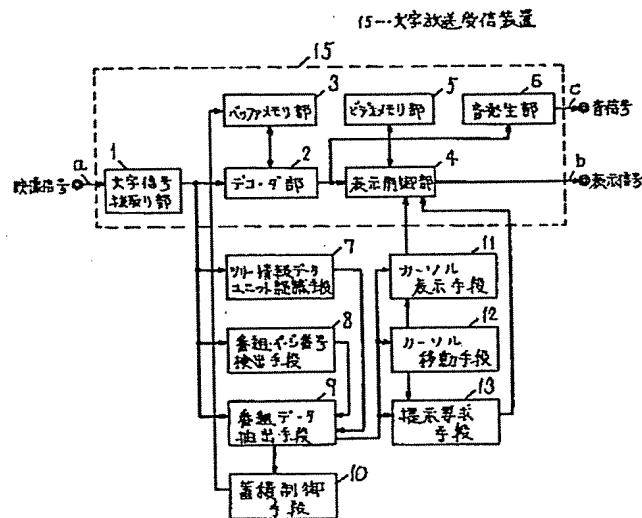 15…文字放送受信装置
15
3
バッファメモリ部
5
ビデオメモリ部
6
音発生部
c
音信号
映像信号
a
1
文字信号
抜取り部
2
デコーダ部
4
表示制御部
b
表示信号
7
ツリー情報データ
ユニット認識手段
11
カーソル
表示手段
8
番組・ページ番号
検出手段
12
カーソル
移動手段
9
番組データ
抽出手段
13
提示要求
手段
10
蓄積制御
手段